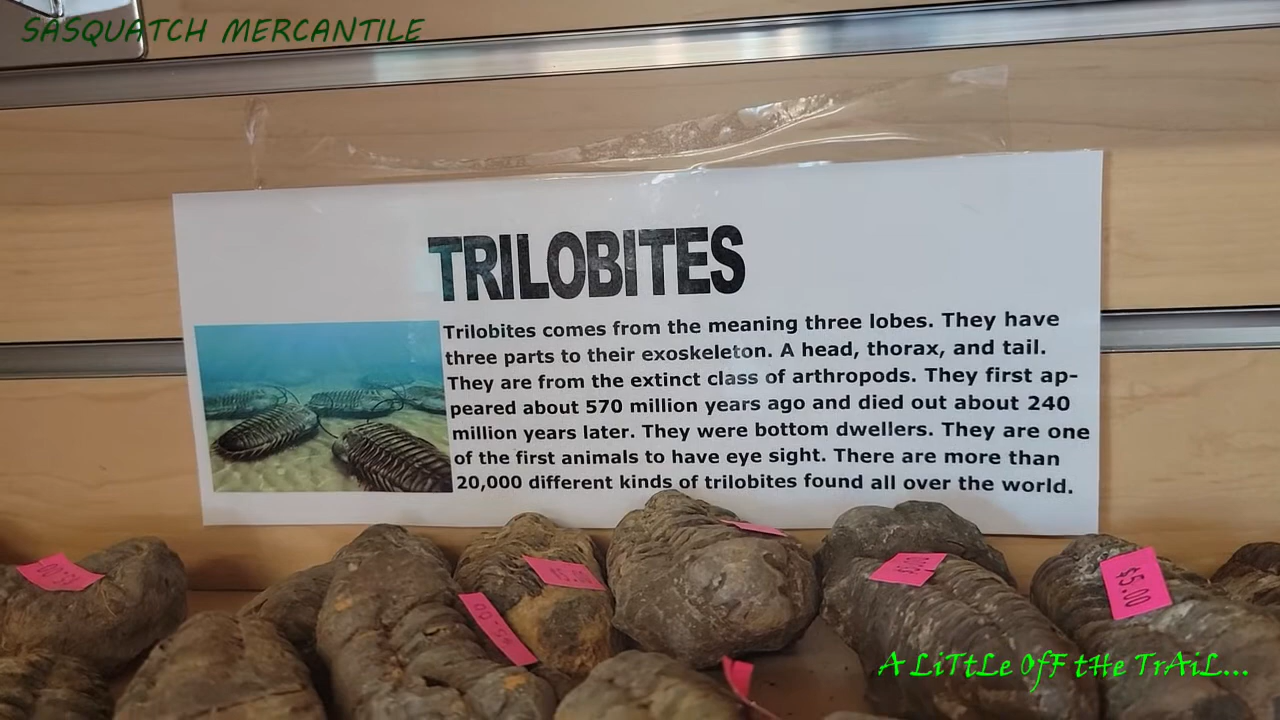 SASQUATCH MERCANTILE
TRILOBITES
Trilobites comes from the meaning three lobes. They have
three parts to their exoskeleton. A head, thorax, and tail.
They are from the extinct class of arthropods. They first ap-
peared about 570 million years ago and died out about 240
million years later. They were bottom dwellers. They are one
of the first animals to have eye sight. There are more than
20,000 different kinds of trilobites found all over the world.
$5.00
$5.00
A LiTtLe OfF tHe TrAiL...